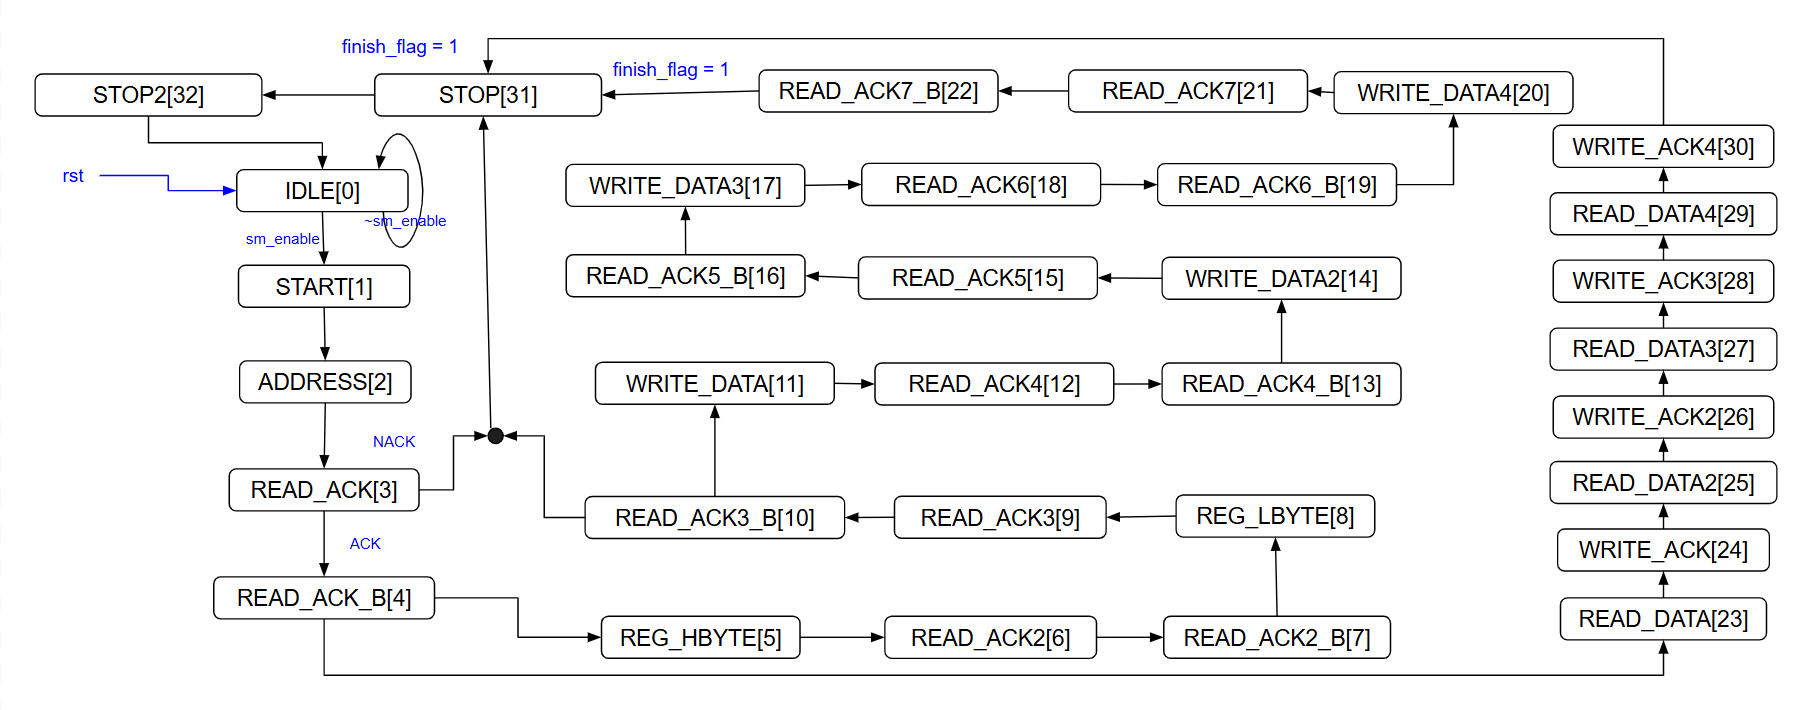 finish_flag = 1
finish_flag = 1
STOP2[32]
STOP[31]
READ_ACK7_B[22]
READ_ACK7[21]
WRITE_DATA4[20]
WRITE_ACK4[30]
rst
IDLE[0]
WRITE_DATA3[17]
READ_ACK6[18]
READ_ACK6_B[19]
READ_DATA4[29]
~sm_enable
sm_enable
START[1]
READ_ACK5_B[16]
READ_ACK5[15]
WRITE_DATA2[14]
WRITE_ACK3[28]
READ_DATA3[27]
ADDRESS[2]
WRITE_DATA[11]
READ_ACK4[12]
READ_ACK4_B[13]
WRITE_ACK2[26]
NACK
READ_ACK[3]
READ_DATA2[25]
READ_ACK3_B[10]
READ_ACK3[9]
REG_LBYTE[8]
ACK
WRITE_ACK[24]
READ_ACK_B[4]
READ_DATA[23]
REG_HBYTE[5]
READ_ACK2[6]
READ_ACK2_B[7]